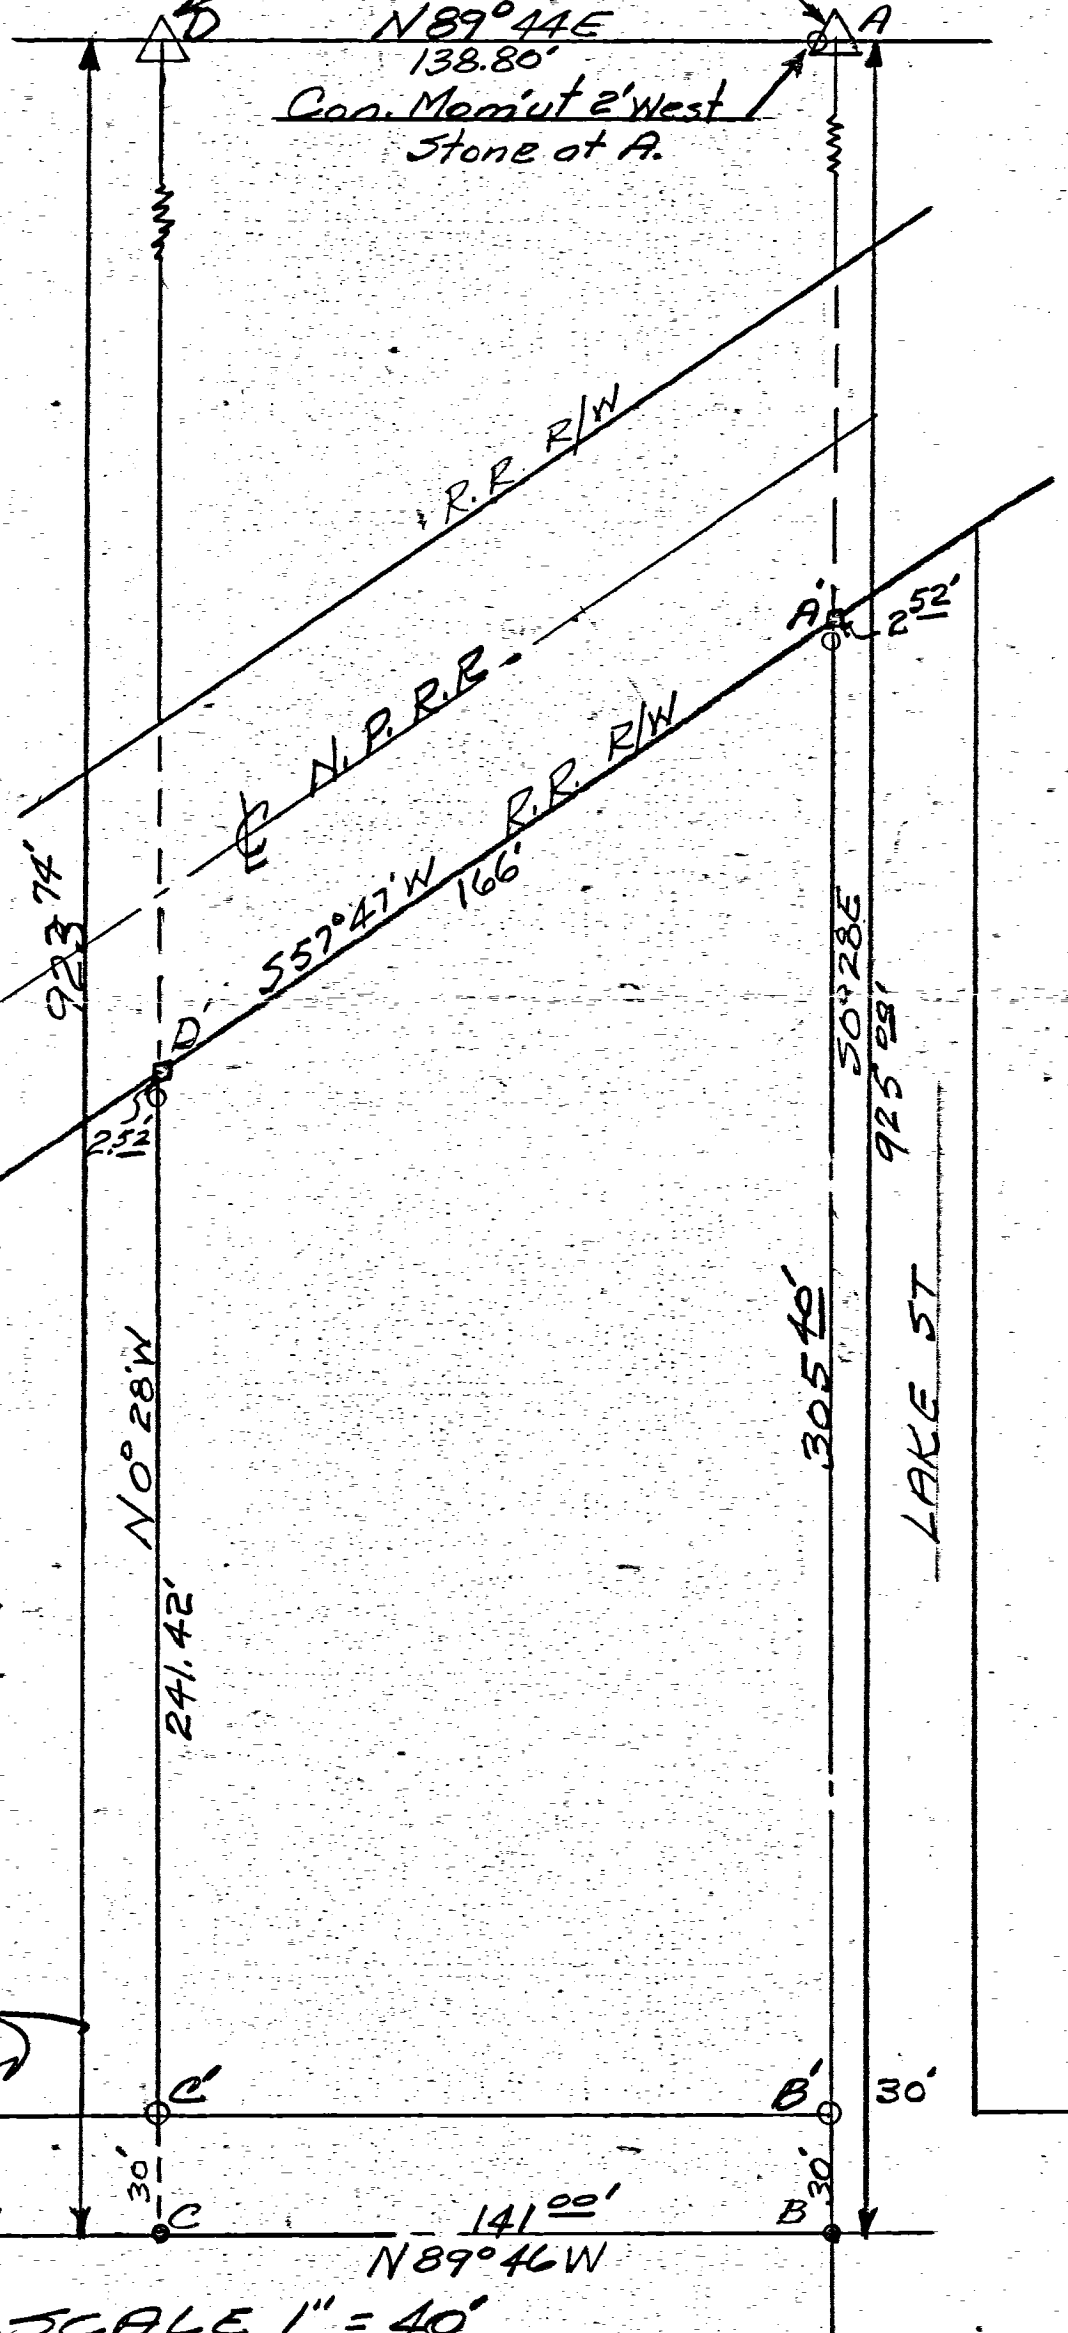 D N89°44E A
138.80'
Con. Mom'ut 2' West
Stone at A.
R.R. R/W
A' 2 52'
N.P.R.R.
R.R. R/W
166'
S57°47'W
923 74'
S0°28E
925 08'
D'
2.52'
LAKE ST
305 40'
N0°28'W
241.42'
C' B' 30'
30' 30'
C 141 00' B
N89°46W
SCALE 1" = 40'